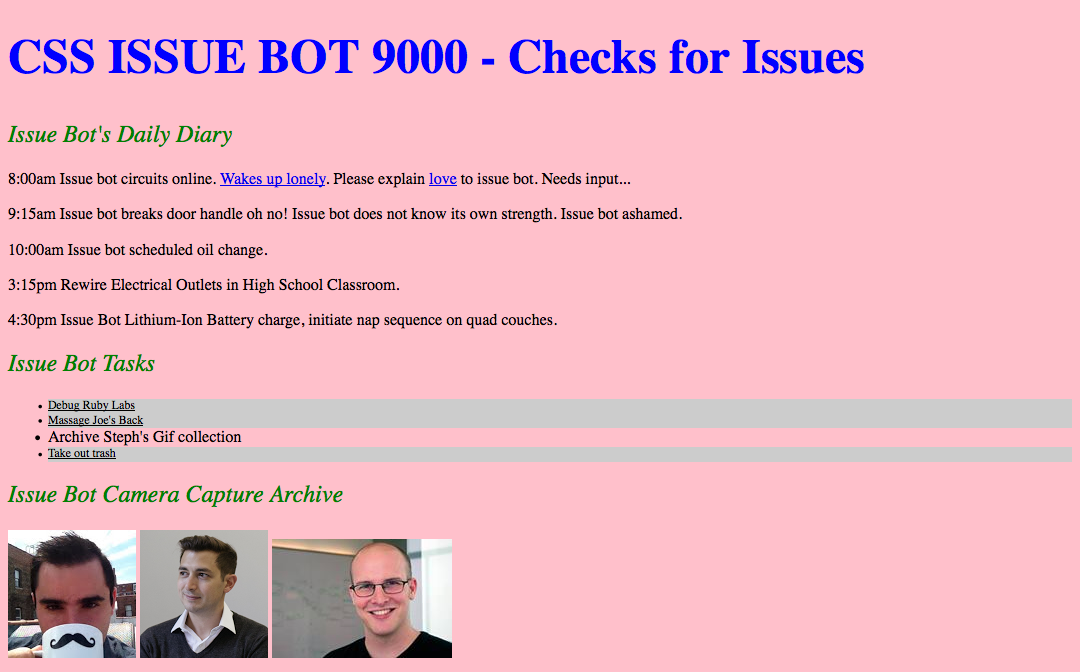 CSS ISSUE BOT 9000 - Checks for Issues
Issue Bot's Daily Diary
8:00am Issue bot circuits online. Wakes up lonely. Please explain love to issue bot. Needs input...
9:15am Issue bot breaks door handle oh no! Issue bot does not know its own strength. Issue bot ashamed.
10:00am Issue bot scheduled oil change.
3:15pm Rewire Electrical Outlets in High School Classroom.
4:30pm Issue Bot Lithium-Ion Battery charge, initiate nap sequence on quad couches.
Issue Bot Tasks
Debug Ruby Labs
Massage Joe's Back
Archive Steph's Gif collection
Take out trash
Issue Bot Camera Capture Archive